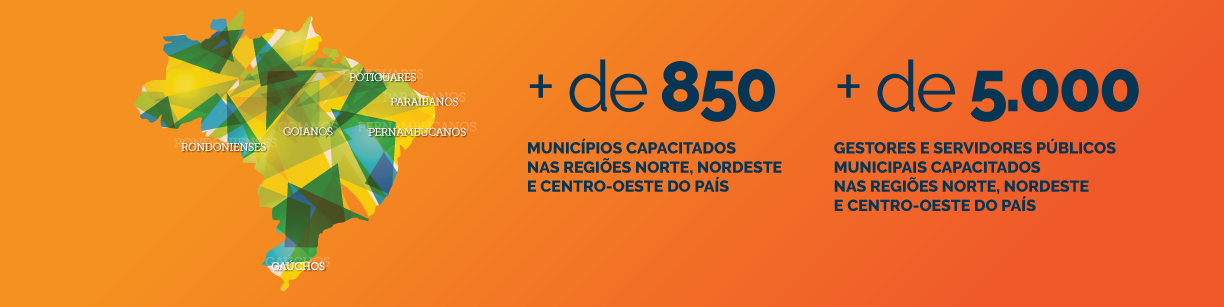 POTIGUARES
PARAÍBANOS
GOIANOS
PERNAMBUCANOS
RONDONIENSES
GAÚCHOS
+ de 850
MUNICÍPIOS CAPACITADOS
NAS REGIÕES NORTE, NORDESTE
E CENTRO-OESTE DO PAÍS
+ de 5.000
GESTORES E SERVIDORES PÚBLICOS
MUNICIPAIS CAPACITADOS
NAS REGIÕES NORTE, NORDESTE
E CENTRO-OESTE DO PAÍS